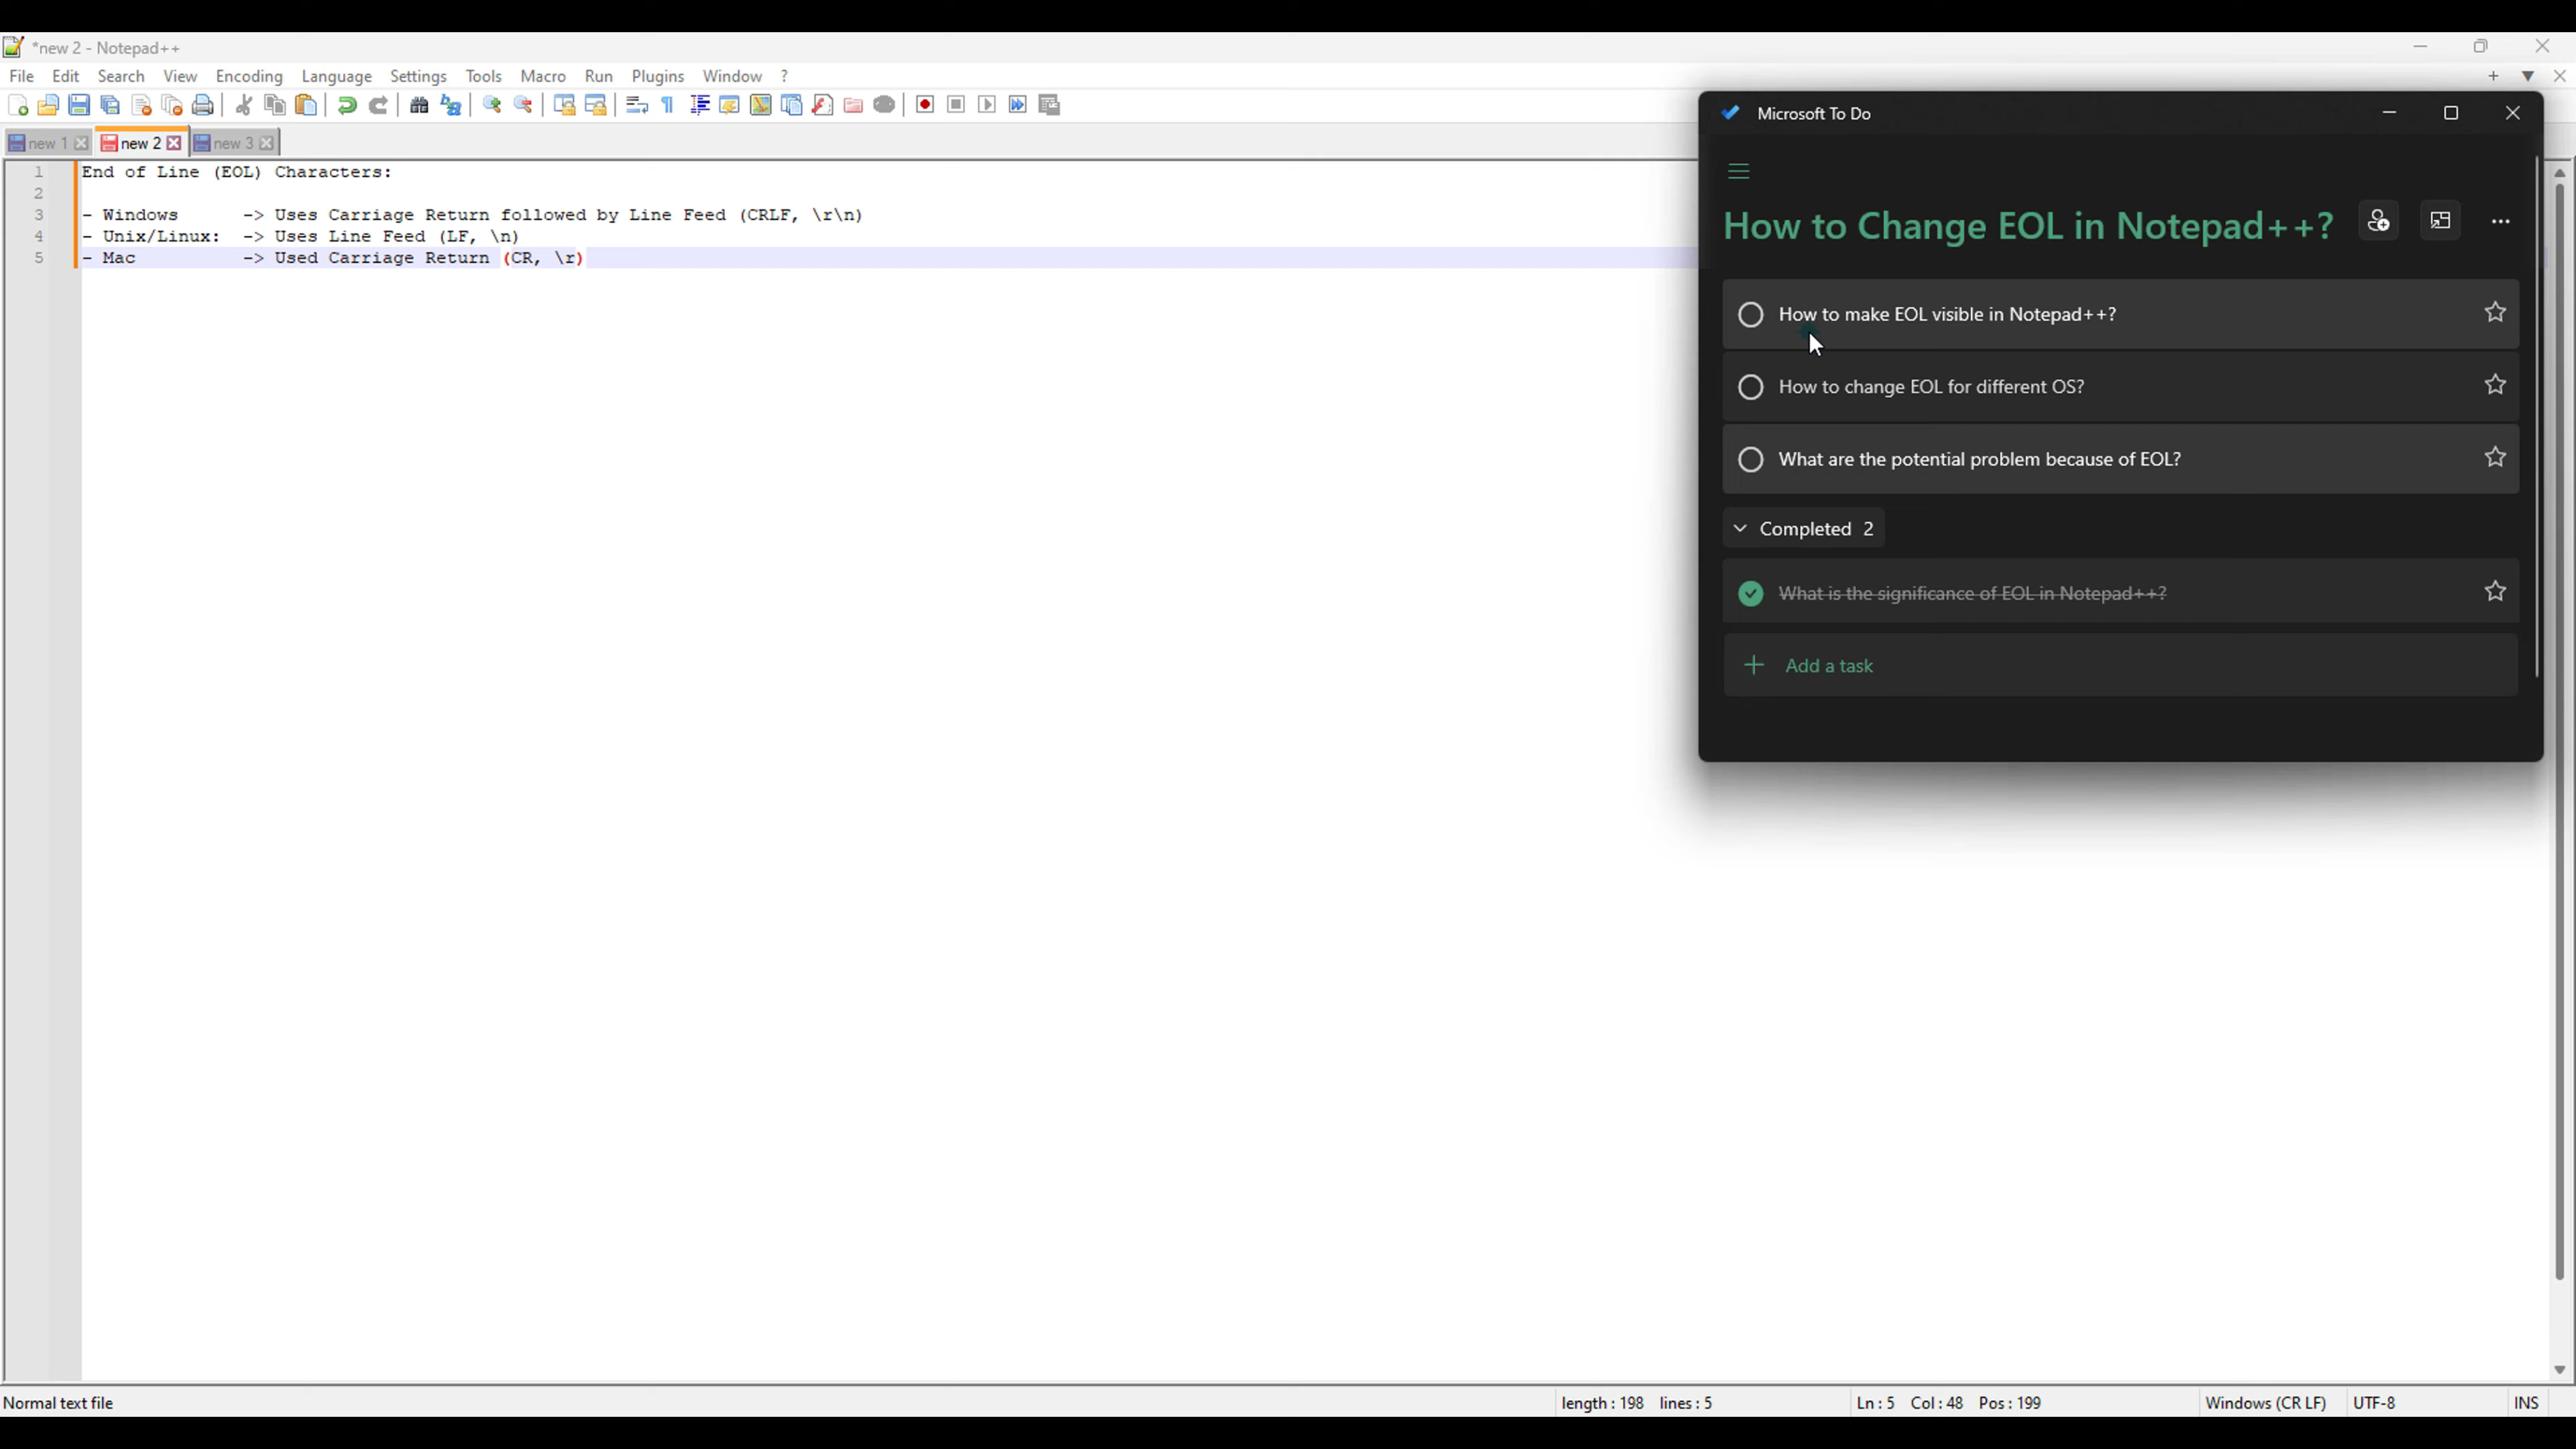 *new 2 - Notepad++
File Edit Search View Encoding Language Settings Tools Macro Run Plugins Window ?
new 1 new 2 new 3
1 End of Line (EOL) Characters:
2
3 - Windows -> Uses Carriage Return followed by Line Feed (CRLF, \r\n)
4 - Unix/Linux: -> Uses Line Feed (LF, \n)
5 - Mac -> Used Carriage Return (CR, \r)
Microsoft To Do
How to Change EOL in Notepad++?
How to make EOL visible in Notepad++?
How to change EOL for different OS?
What are the potential problem because of EOL?
Completed 2
What is the significance of EOL in Notepad++?
Add a task
Normal text file length : 198 lines : 5 Ln : 5 Col : 48 Pos : 199 Windows (CR LF) UTF-8 INS